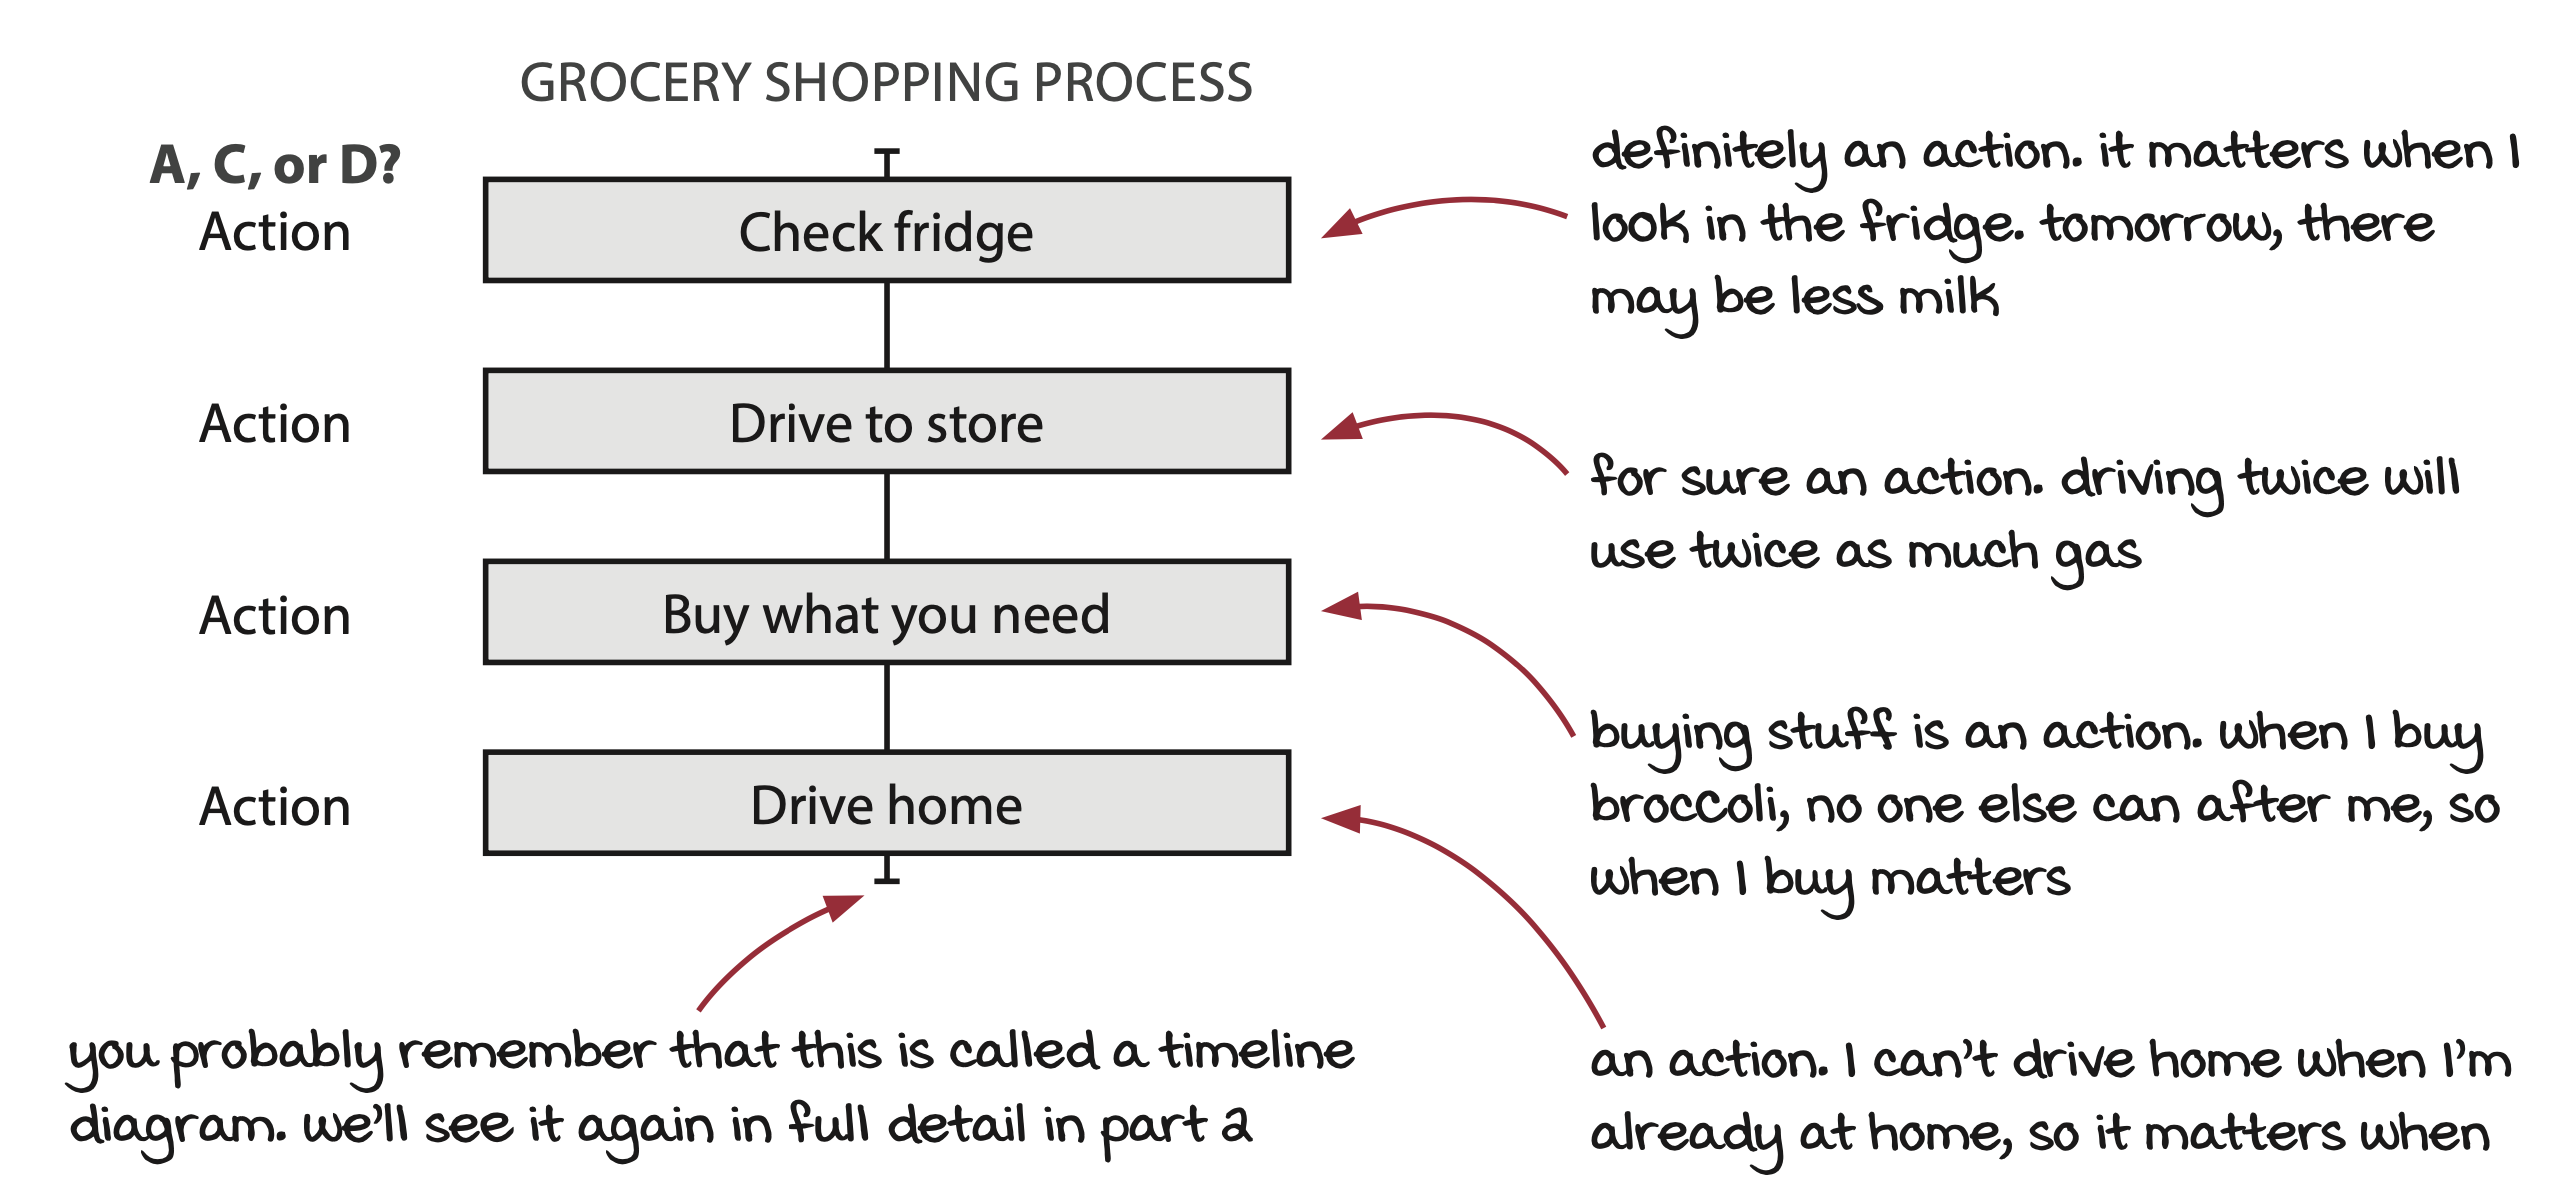 GROCERY SHOPPING PROCESS
A, C, or D?
Action
Check fridge
definitely an action. it matters when I
look in the fridge. tomorrow, there
may be less milk
Action
Drive to store
for sure an action. driving twice will
use twice as much gas
Action
Buy what you need
buying stuff is an action. when I buy
broccoli, no one else can after me, so
when I buy matters
Action
Drive home
an action. I can't drive home when I'm
already at home, so it matters when
you probably remember that this is called a timeline
diagram. we'll see it again in full detail in part 2